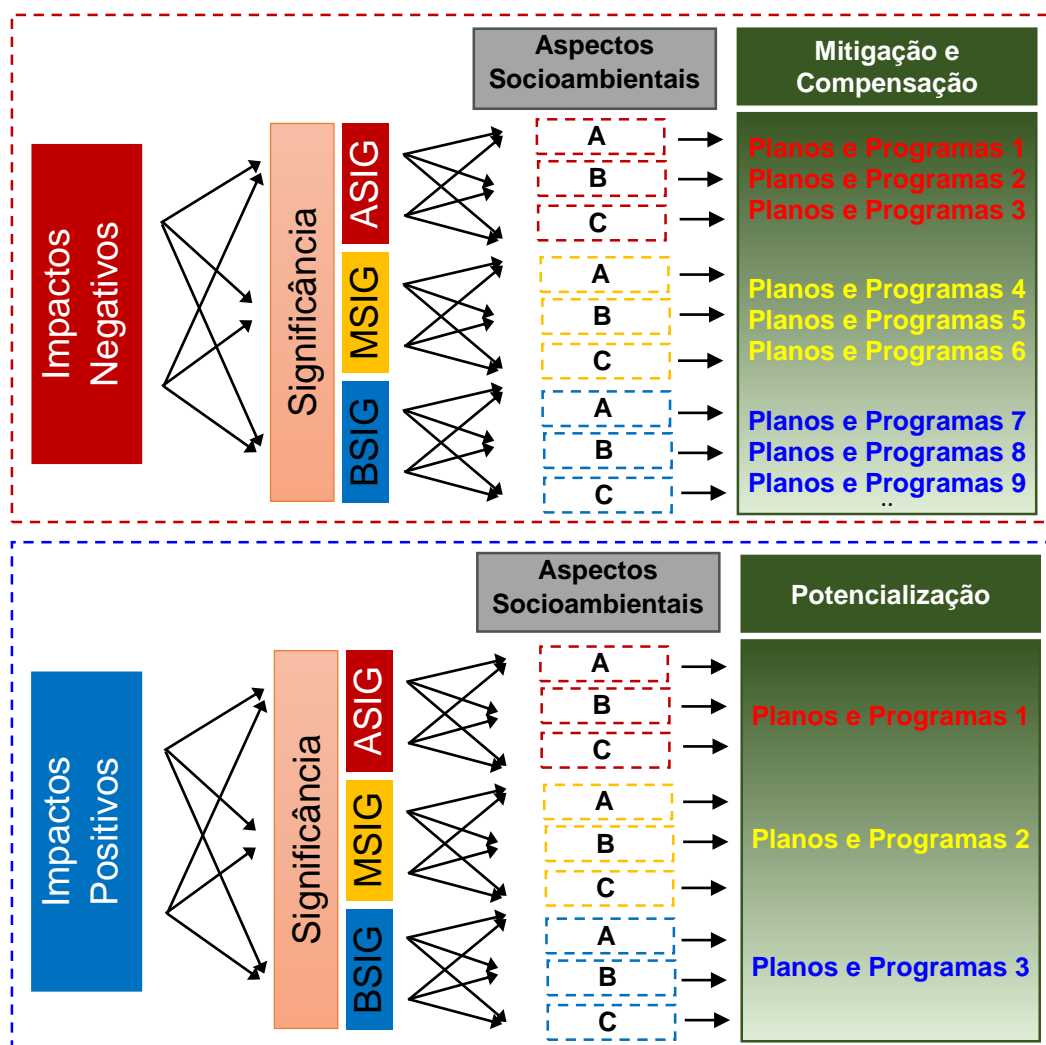 Aspectos
Socioambientais
Mitigação e
Compensação
Impactos
Negativos
Significância
ASIG
MSIG
BSIG
A
B
C
A
B
C
A
B
C
Planos e Programas 1
Planos e Programas 2
Planos e Programas 3
Planos e Programas 4
Planos e Programas 5
Planos e Programas 6
Planos e Programas 7
Planos e Programas 8
Planos e Programas 9
..
Aspectos
Socioambientais
Potencialização
Impactos
Positivos
Significância
ASIG
MSIG
BSIG
A
B
C
A
B
C
A
B
C
Planos e Programas 1
Planos e Programas 2
Planos e Programas 3